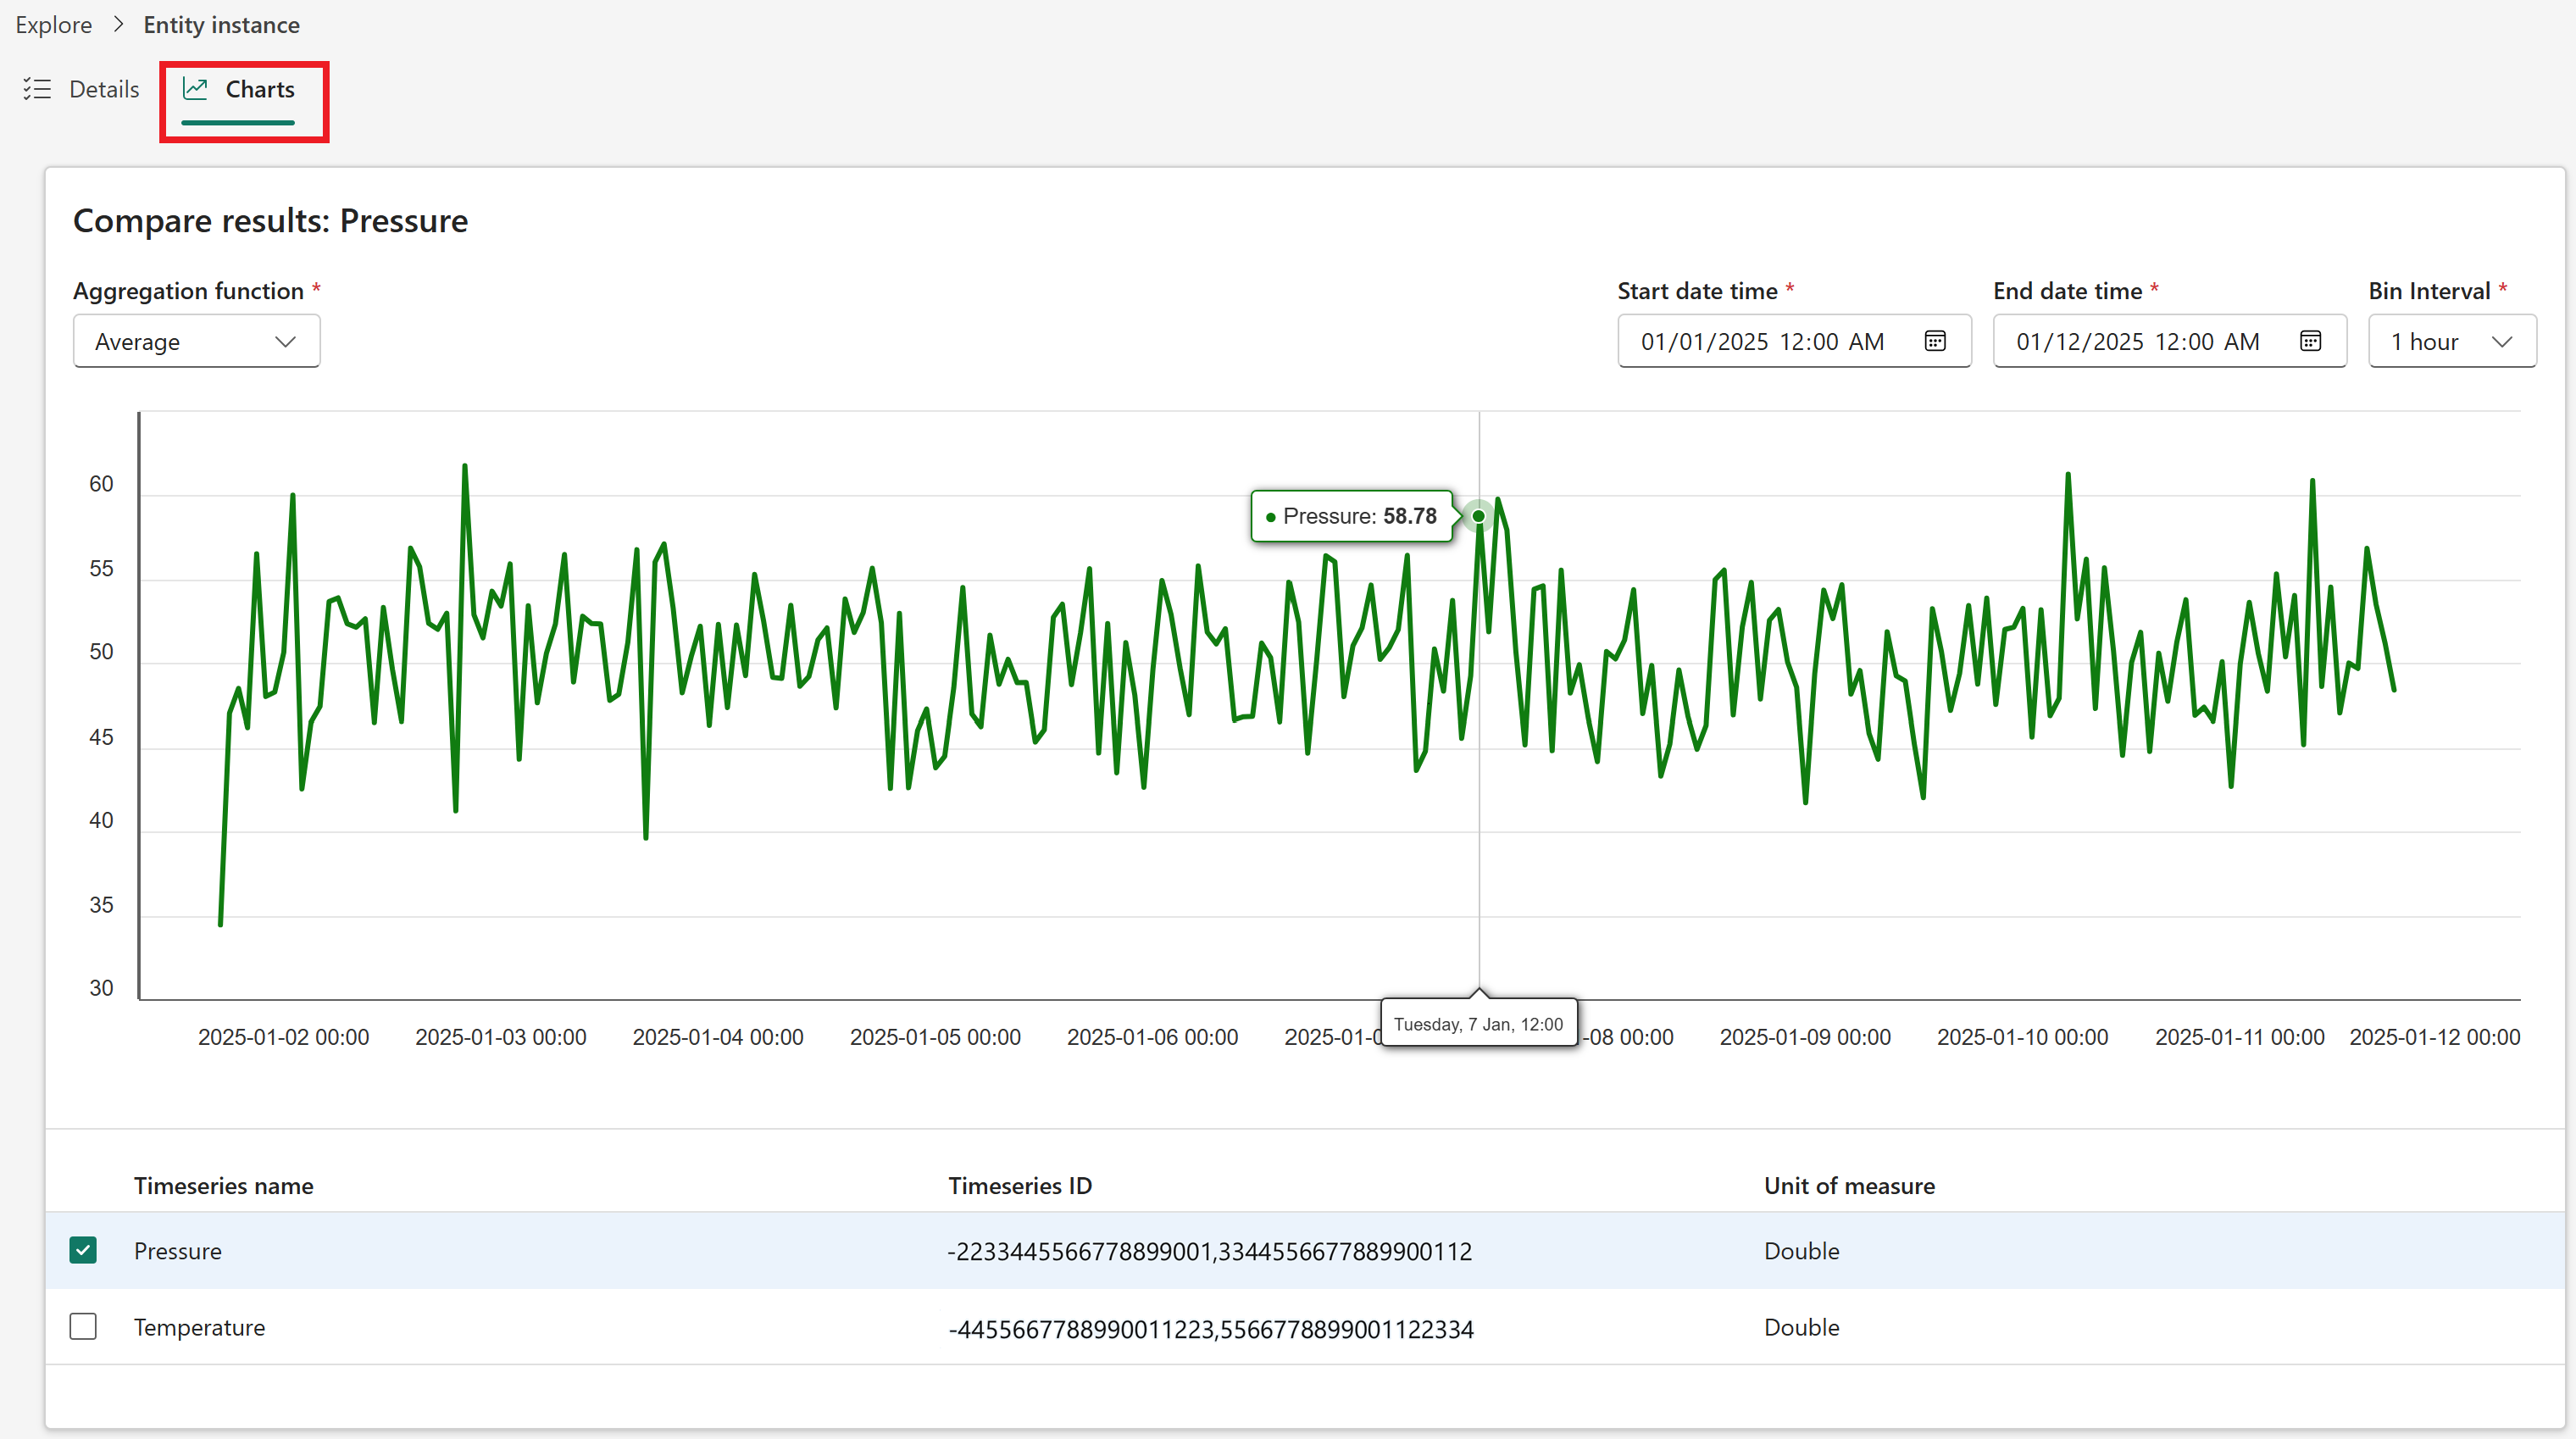 Explore > Entity instance
Details Charts
Compare results: Pressure
Aggregation function * Start date time * End date time * Bin Interval *
Average 01/01/2025 12:00 AM 01/12/2025 12:00 AM 1 hour
60
Pressure: 58.78
55
50
45
40
35
30
Tuesday, 7 Jan, 12:00
2025-01-02 00:00 2025-01-03 00:00 2025-01-04 00:00 2025-01-05 00:00 2025-01-06 00:00 2025-01-0 -08 00:00 2025-01-09 00:00 2025-01-10 00:00 2025-01-11 00:00 2025-01-12 00:00
Timeseries name Timeseries ID Unit of measure
Pressure -2233445566778899001,3344556677889900112 Double
Temperature -4455667788990011223,5566778899001122334 Double